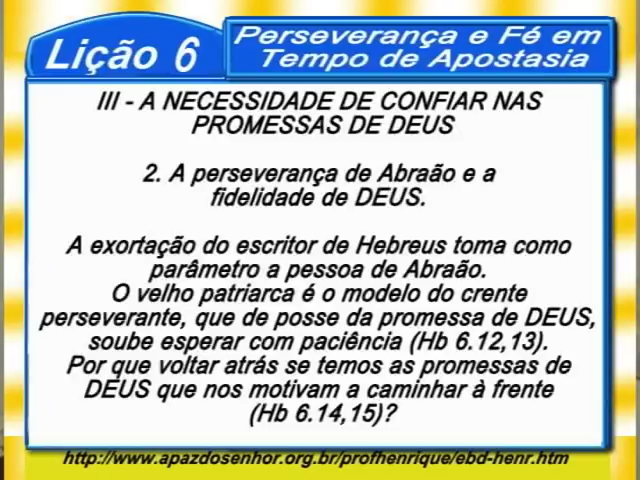 Lição 6
Perseverança e Fé em
Tempo de Apostasia
III - A NECESSIDADE DE CONFIAR NAS
PROMESSAS DE DEUS
2. A perseverança de Abraão e a
fidelidade de DEUS.
A exortação do escritor de Hebreus toma como
parâmetro a pessoa de Abraão.
O velho patriarca é o modelo do crente
perseverante, que de posse da promessa de DEUS,
soube esperar com paciência (Hb 6.12,13).
Por que voltar atrás se temos as promessas de
DEUS que nos motivam a caminhar à frente
(Hb 6.14,15)?
http://www.apazdosenhor.org.br/profhenrique/ebd-henr.htm